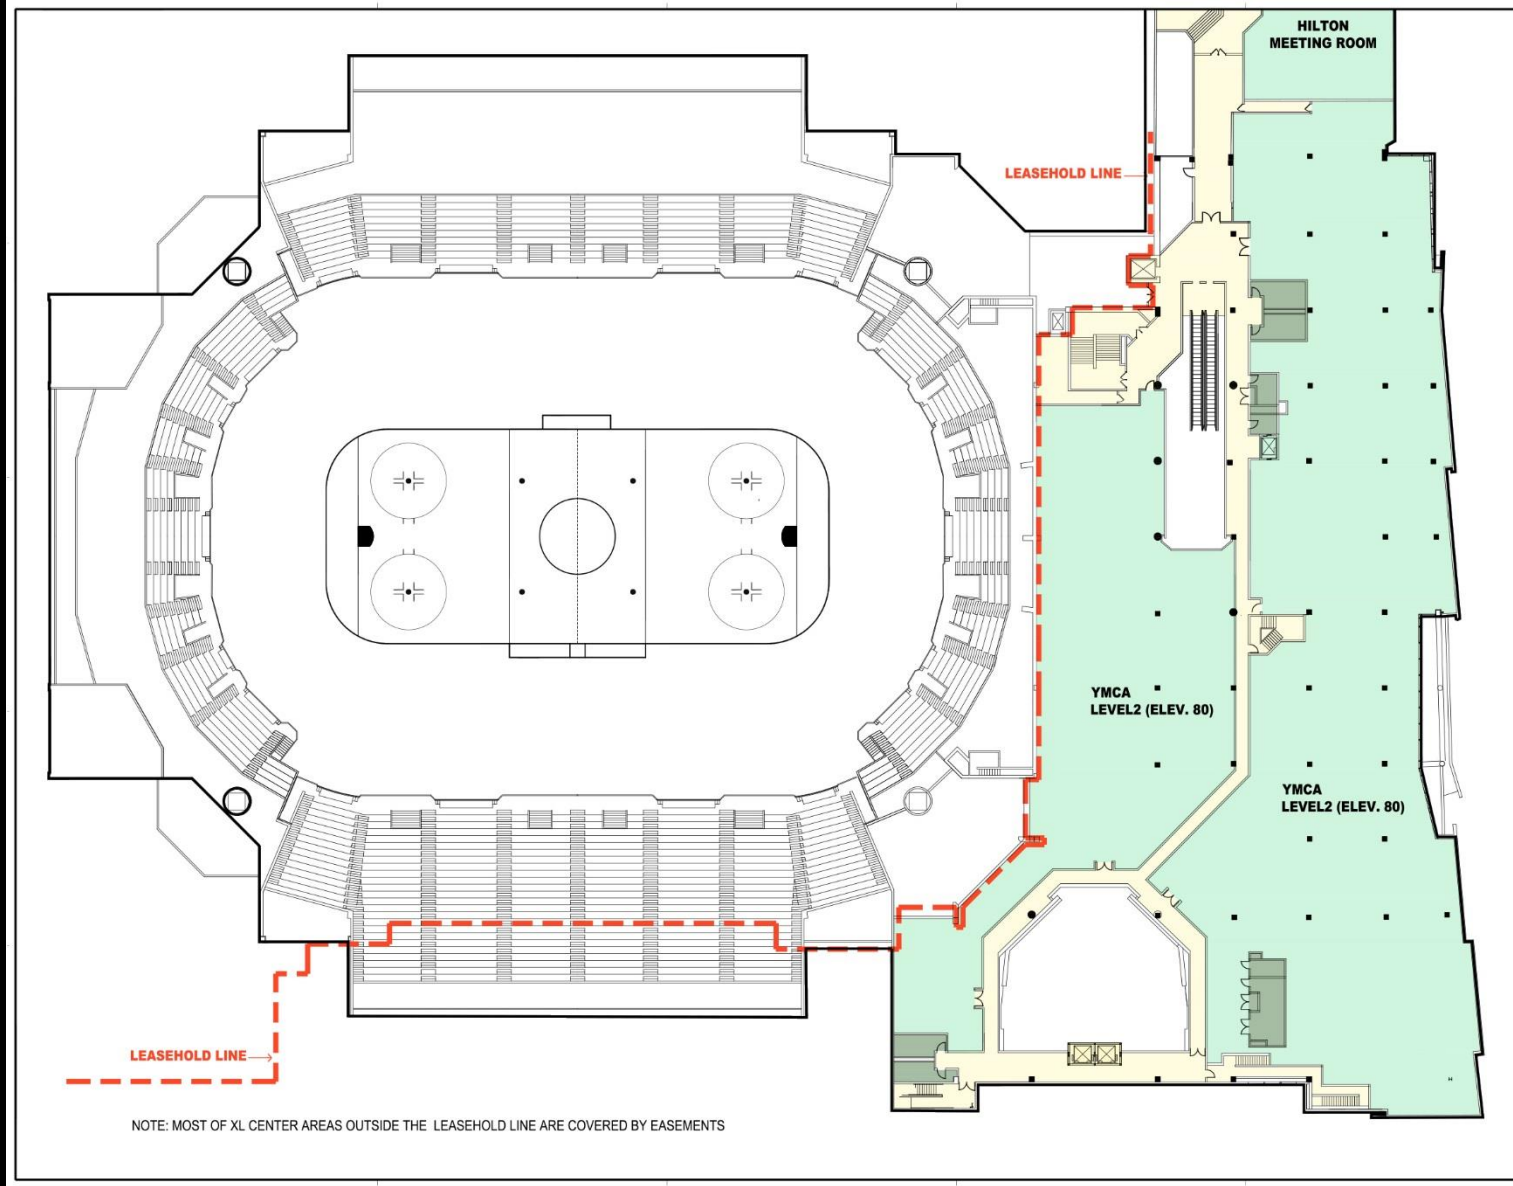 HILTON
MEETING ROOM
LEASEHOLD LINE
YMCA
LEVEL2 (ELEV. 80)
YMCA
LEVEL2 (ELEV. 80)
LEASEHOLD LINE
NOTE: MOST OF XL CENTER AREAS OUTSIDE THE LEASEHOLD LINE ARE COVERED BY EASEMENTS